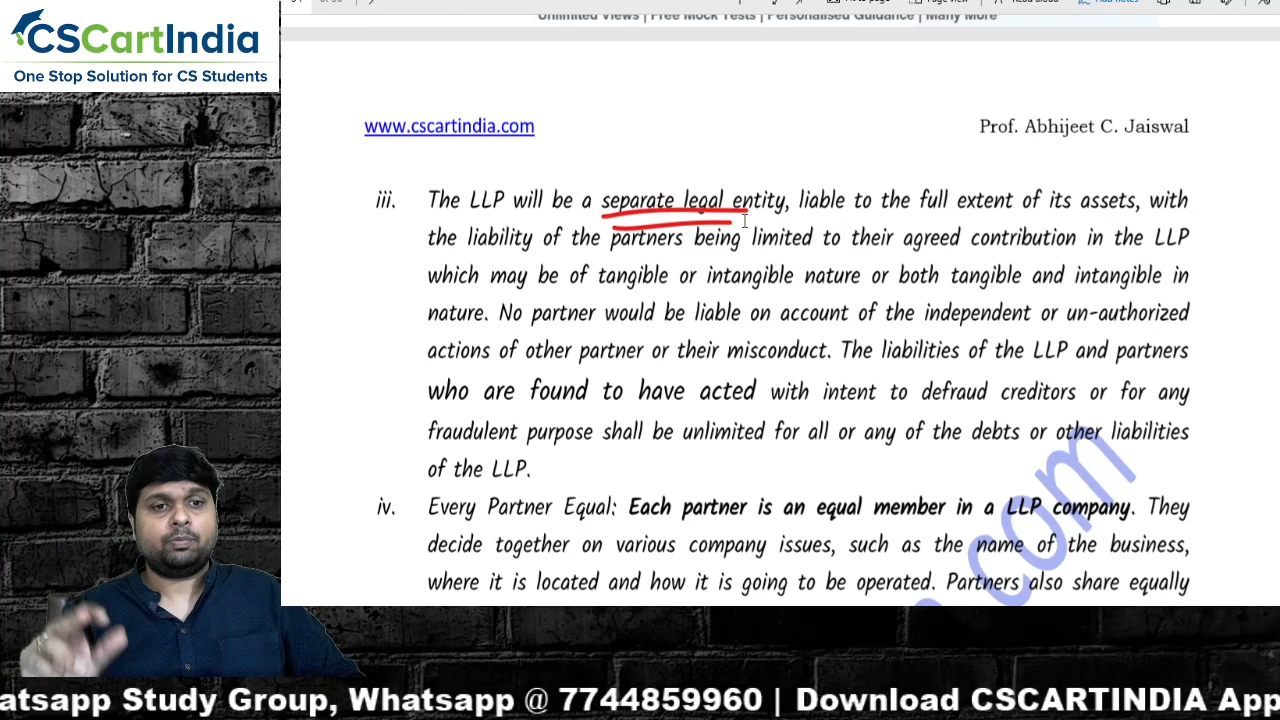 Unlimited Views | Free Mock Tests | Personalised Guidance | Many More
CSCartIndia
One Stop Solution for CS Students
www.cscartindia.com
Prof. Abhijeet C. Jaiswal
iii. The LLP will be a separate legal entity, liable to the full extent of its assets, with
the liability of the partners being limited to their agreed contribution in the LLP
which may be of tangible or intangible nature or both tangible and intangible in
nature. No partner would be liable on account of the independent or un-authorized
actions of other partner or their misconduct. The liabilities of the LLP and partners
who are found to have acted with intent to defraud creditors or for any
fraudulent purpose shall be unlimited for all or any of the debts or other liabilities
of the LLP.
iv. Every Partner Equal: Each partner is an equal member in a LLP company. They
decide together on various company issues, such as the name of the business,
where it is located and how it is going to be operated. Partners also share equally
.com
atsapp Study Group, Whatsapp @ 7744859960 | Download CSCARTINDIA App